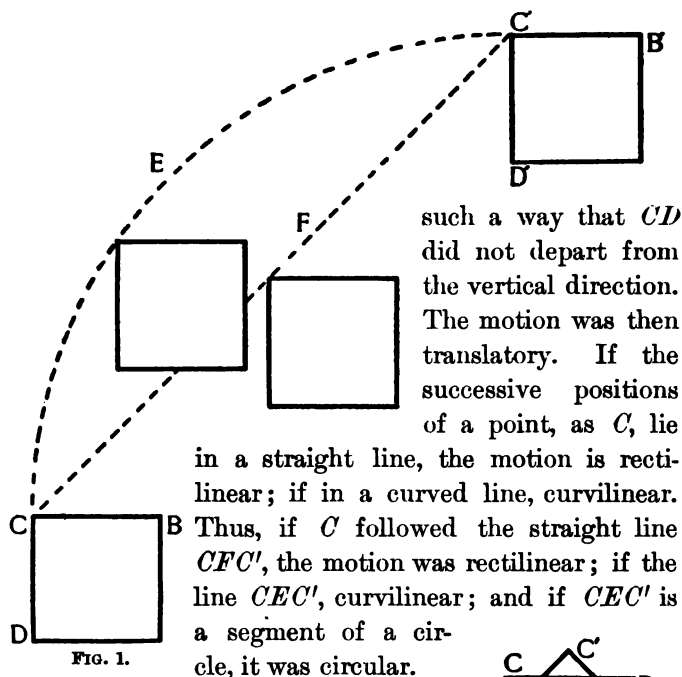 C′
B′
E
D′
F
such a way that CD
did not depart from
the vertical direction.
The motion was then
translatory. If the
successive positions
of a point, as C, lie
in a straight line, the motion is recti-
linear; if in a curved line, curvilinear.
C
B
Thus, if C followed the straight line
CFC′, the motion was rectilinear; if the
line CEC′, curvilinear; and if CEC′ is
D
a segment of a cir-
FIG. 1.
cle, it was circular.
C
C′